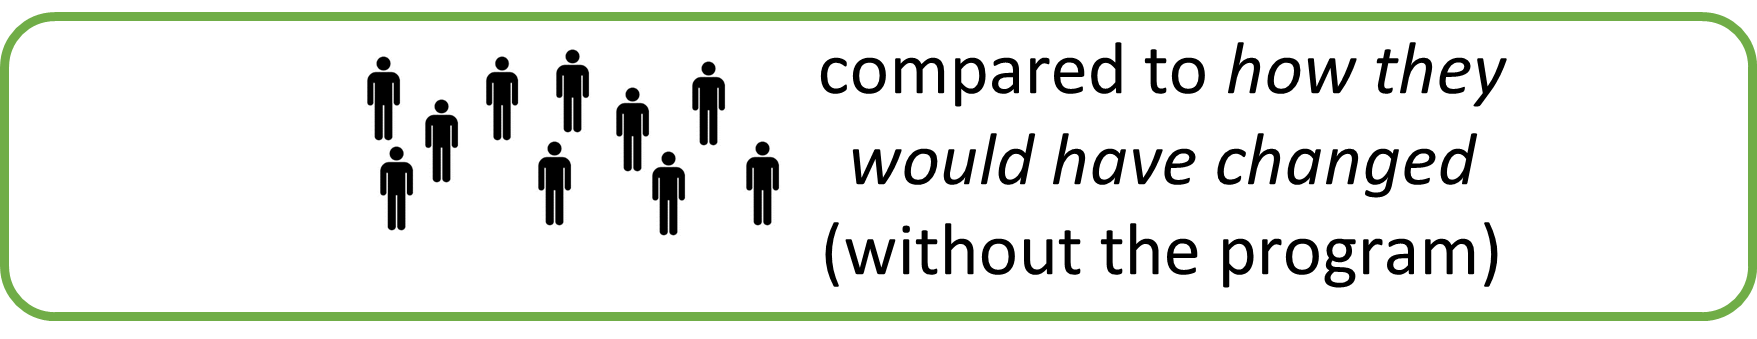 compared to how they
would have changed
(without the program)